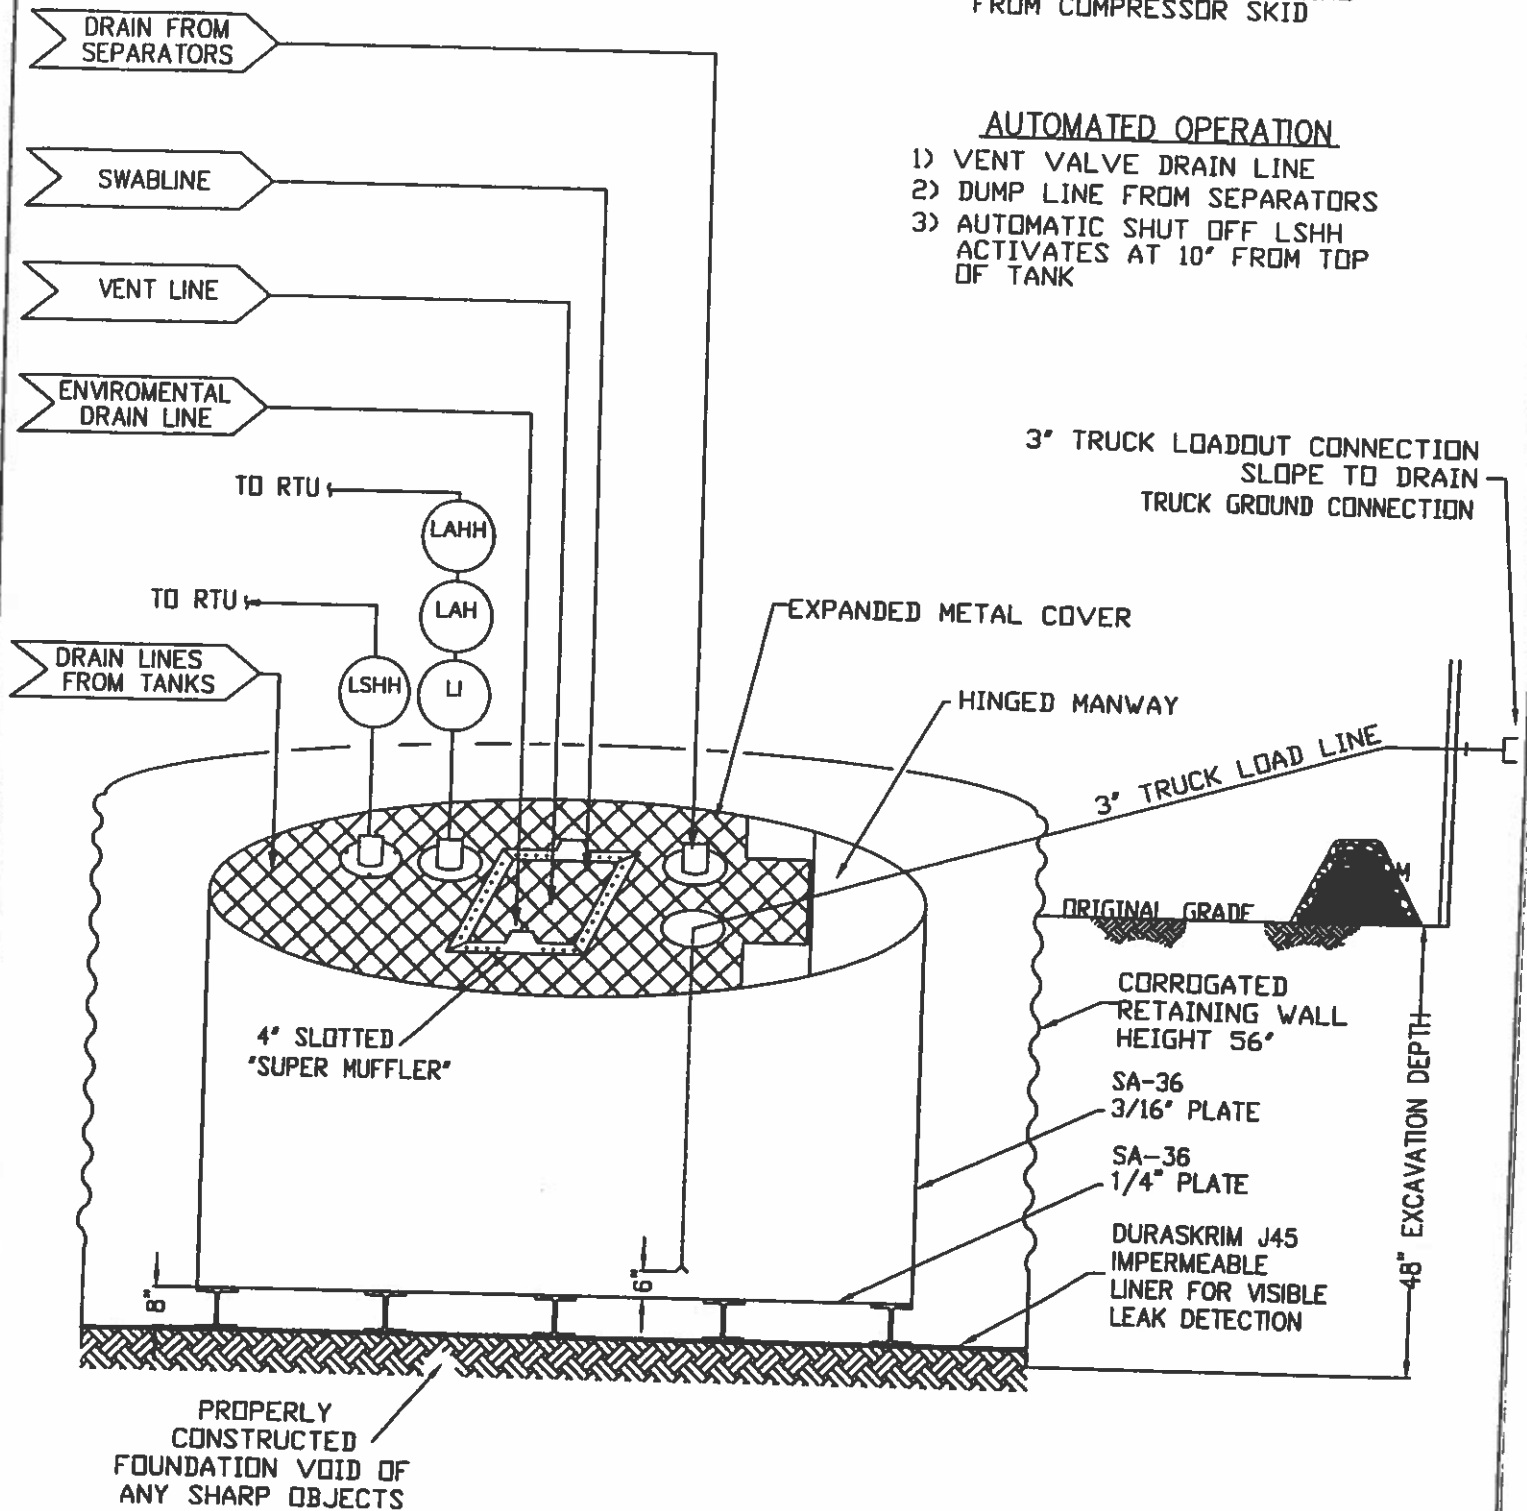 FROM COMPRESSOR SKID
DRAIN FROM
SEPARATORS
AUTOMATED OPERATION
1) VENT VALVE DRAIN LINE
2) DUMP LINE FROM SEPARATORS
3) AUTOMATIC SHUT OFF LSHH
ACTIVATES AT 10" FROM TOP
OF TANK
SWABLINE
VENT LINE
ENVIROMENTAL
DRAIN LINE
3" TRUCK LOADOUT CONNECTION
SLOPE TO DRAIN
TRUCK GROUND CONNECTION
TO RTU
LAHH
LAH
LI
TO RTU
LSHH
DRAIN LINES
FROM TANKS
EXPANDED METAL COVER
HINGED MANWAY
3" TRUCK LOAD LINE
ORIGINAL GRADE
4" SLOTTED
"SUPER MUFFLER"
CORROGATED
RETAINING WALL
HEIGHT 56"
SA-36
3/16" PLATE
SA-36
1/4" PLATE
DURASKRIM J45
IMPERMEABLE
LINER FOR VISIBLE
LEAK DETECTION
48" EXCAVATION DEPTH
8"
6"
PROPERLY
CONSTRUCTED
FOUNDATION VOID OF
ANY SHARP OBJECTS